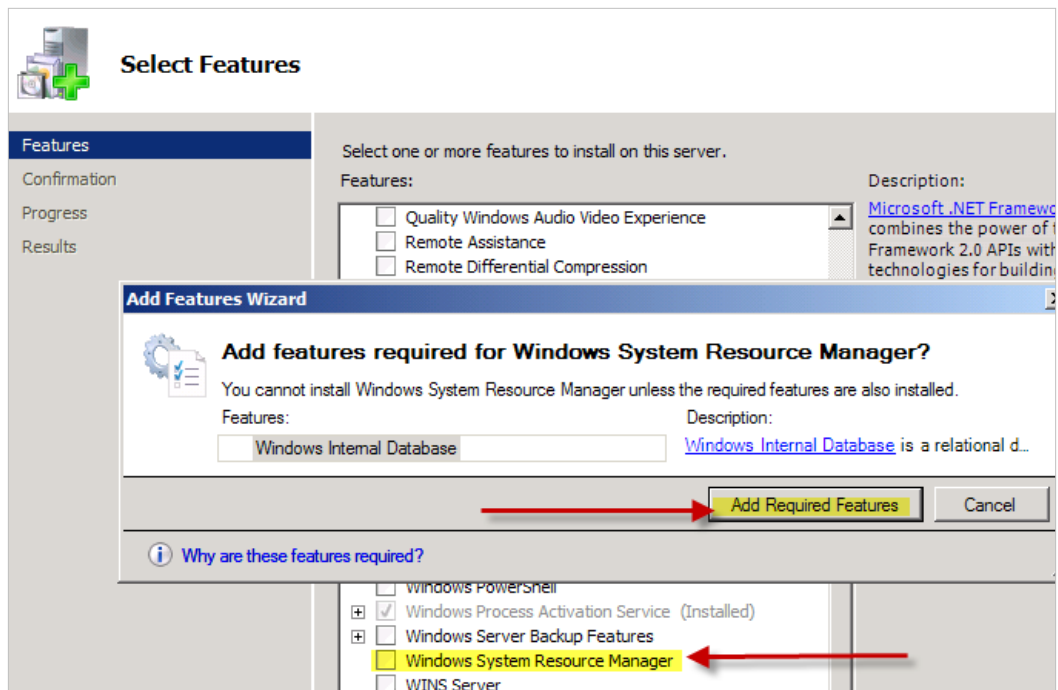 Select Features
Features
Confirmation
Progress
Results
Select one or more features to install on this server.
Features:
Quality Windows Audio Video Experience
Remote Assistance
Remote Differential Compression
Description:
Microsoft .NET Framewo
combines the power of t
Framework 2.0 APIs with
technologies for buildin
Add Features Wizard
Add features required for Windows System Resource Manager?
You cannot install Windows System Resource Manager unless the required features are also installed.
Features:
Windows Internal Database
Description:
Windows Internal Database is a relational d...
Add Required Features
Cancel
Why are these features required?
Windows PowerShell
Windows Process Activation Service (Installed)
Windows Server Backup Features
Windows System Resource Manager
WINS Server